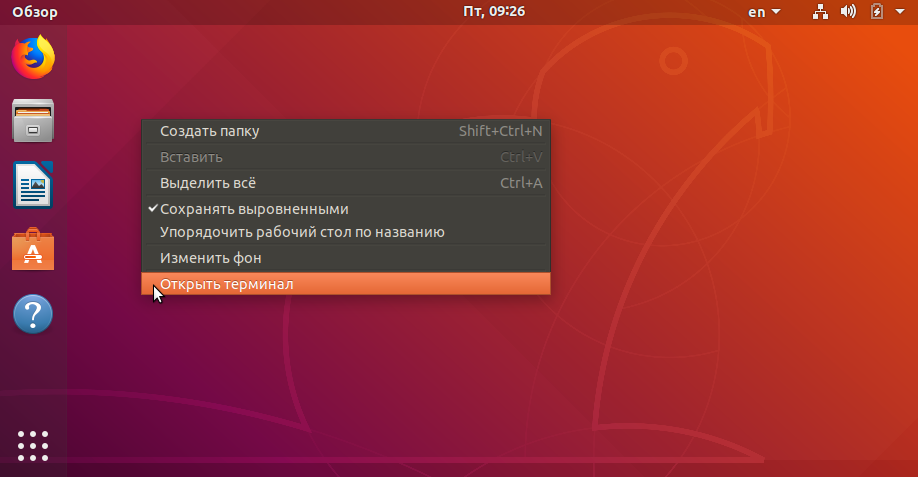 Обзор
Пт, 09:26
en
Создать папку Shift+Ctrl+N
Вставить Ctrl+V
Выделить всё Ctrl+A
Сохранять выровненными
Упорядочить рабочий стол по названию
Изменить фон
Открыть терминал